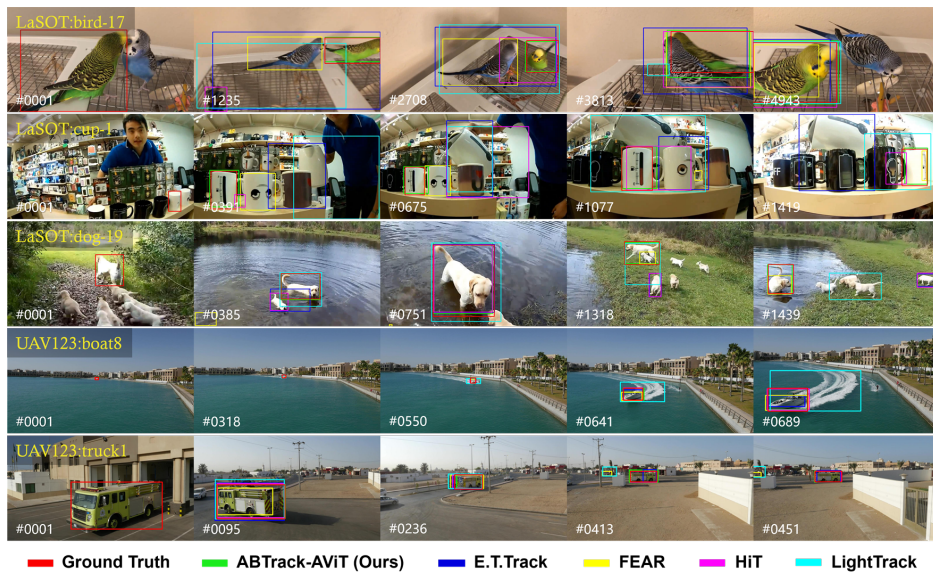 LaSOT:bird-17
#0001 #1235 #2708 #3813 #4943
LaSOT:cup-1
#0001 #0391 #0675 #1077 #1419
LaSOT:dog-19
#0001 #0385 #0751 #1318 #1439
UAV123:boat8
#0001 #0318 #0550 #0641 #0689
UAV123:truck1
#0001 #0095 #0236 #0413 #0451
Ground Truth ABTrack-AViT (Ours) E.T.Track FEAR HiT LightTrack